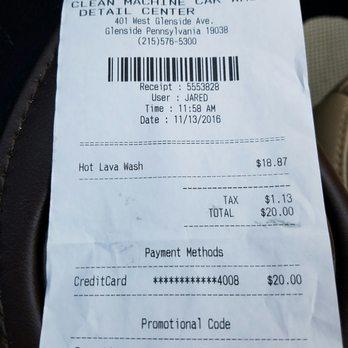 CLEAN MACHINE CAR
DETAIL CENTER
401 West Glenside Ave.
Glenside Pennsylvania 19038
(215)576-5300
Receipt : 5553828
User : JARED
Time : 11:58 AM
Date : 11/13/2016
Hot Lava Wash $18.87
TAX $1.13
TOTAL $20.00
Payment Methods
CreditCard ************4008 $20.00
Promotional Code